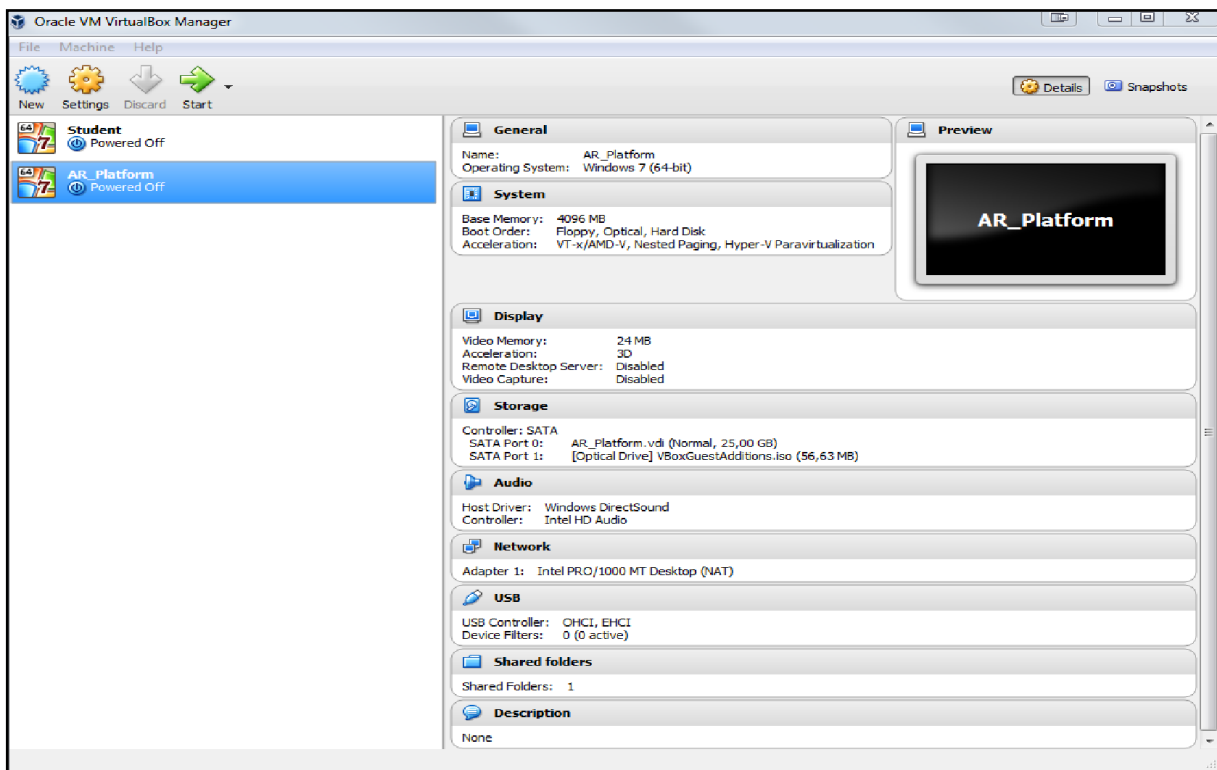 Oracle VM VirtualBox Manager
File Machine Help
New Settings Discard Start
Details Snapshots
64 7 Student
Powered Off
64 7 AR_Platform
Powered Off
General
Name: AR_Platform
Operating System: Windows 7 (64-bit)
System
Base Memory: 4096 MB
Boot Order: Floppy, Optical, Hard Disk
Acceleration: VT-x/AMD-V, Nested Paging, Hyper-V Paravirtualization
Preview
AR_Platform
Display
Video Memory: 24 MB
Acceleration: 3D
Remote Desktop Server: Disabled
Video Capture: Disabled
Storage
Controller: SATA
SATA Port 0: AR_Platform.vdi (Normal, 25,00 GB)
SATA Port 1: [Optical Drive] VBoxGuestAdditions.iso (56,63 MB)
Audio
Host Driver: Windows DirectSound
Controller: Intel HD Audio
Network
Adapter 1: Intel PRO/1000 MT Desktop (NAT)
USB
USB Controller: OHCI, EHCI
Device Filters: 0 (0 active)
Shared folders
Shared Folders: 1
Description
None